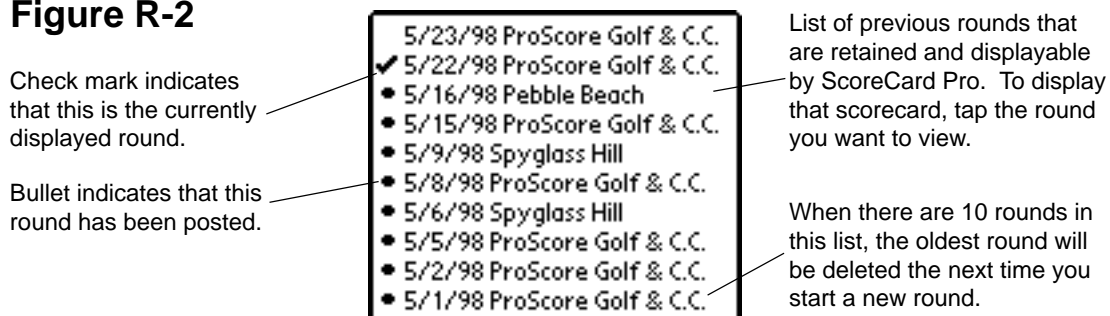 Figure R-2
Check mark indicates
that this is the currently
displayed round.
Bullet indicates that this
round has been posted.
5/23/98 ProScore Golf & C.C.
✔ 5/22/98 ProScore Golf & C.C.
• 5/16/98 Pebble Beach
• 5/15/98 ProScore Golf & C.C.
• 5/9/98 Spyglass Hill
• 5/8/98 ProScore Golf & C.C.
• 5/6/98 Spyglass Hill
• 5/5/98 ProScore Golf & C.C.
• 5/2/98 ProScore Golf & C.C.
• 5/1/98 ProScore Golf & C.C.
List of previous rounds that
are retained and displayable
by ScoreCard Pro. To display
that scorecard, tap the round
you want to view.
When there are 10 rounds in
this list, the oldest round will
be deleted the next time you
start a new round.